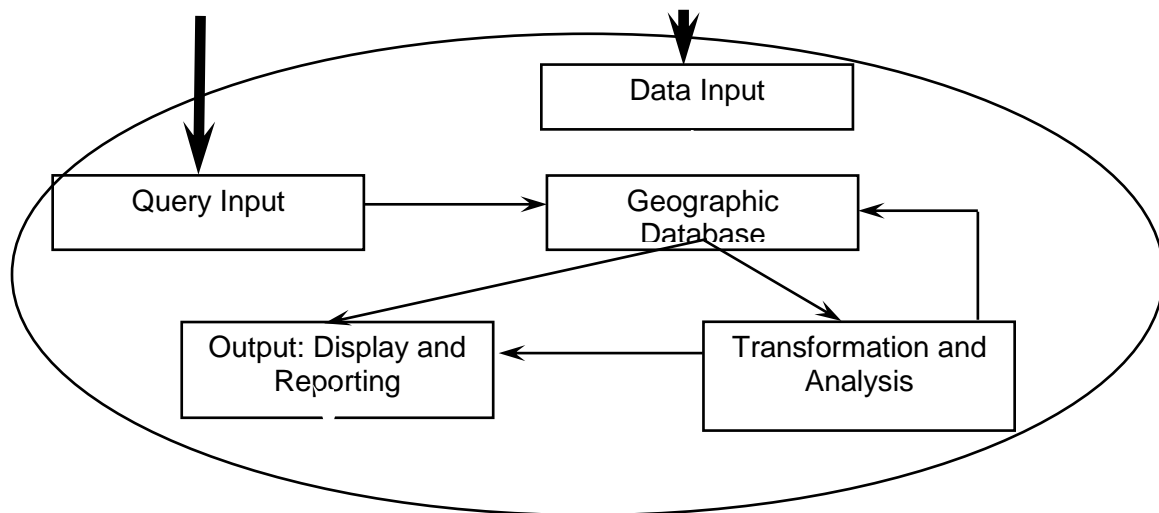 Data Input
Query Input
Geographic
Database
Output: Display and
Reporting
Transformation and
Analysis